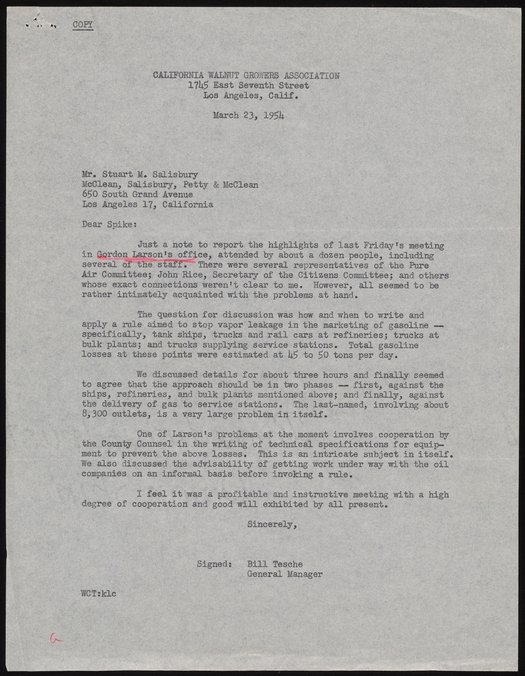 COPY
CALIFORNIA WALNUT GROWERS ASSOCIATION
1745 East Seventh Street
Los Angeles, Calif.
March 23, 1954
Mr. Stuart M. Salisbury
McClean, Salisbury, Petty & McClean
650 South Grand Avenue
Los Angeles 17, California
Dear Spike:
Just a note to report the highlights of last Friday's meeting
in Gordon Larson's office, attended by about a dozen people, including
several of the staff. There were several representatives of the Pure
Air Committee; John Rice, Secretary of the Citizens Committee; and others
whose exact connections weren't clear to me. However, all seemed to be
rather intimately acquainted with the problems at hand.
The question for discussion was how and when to write and
apply a rule aimed to stop vapor leakage in the marketing of gasoline --
specifically, tank ships, trucks and rail cars at refineries; trucks at
bulk plants; and trucks supplying service stations. Total gasoline
losses at these points were estimated at 45 to 50 tons per day.
We discussed details for about three hours and finally seemed
to agree that the approach should be in two phases -- first, against the
ships, refineries, and bulk plants mentioned above; and finally, against
the delivery of gas to service stations. The last-named, involving about
8,300 outlets, is a very large problem in itself.
One of Larson's problems at the moment involves cooperation by
the County Counsel in the writing of technical specifications for equip-
ment to prevent the above losses. This is an intricate subject in itself.
We also discussed the advisability of getting work under way with the oil
companies on an informal basis before invoking a rule.
I feel it was a profitable and instructive meeting with a high
degree of cooperation and good will exhibited by all present.
Sincerely,
Signed: Bill Tesche
General Manager
WCT:klc
G